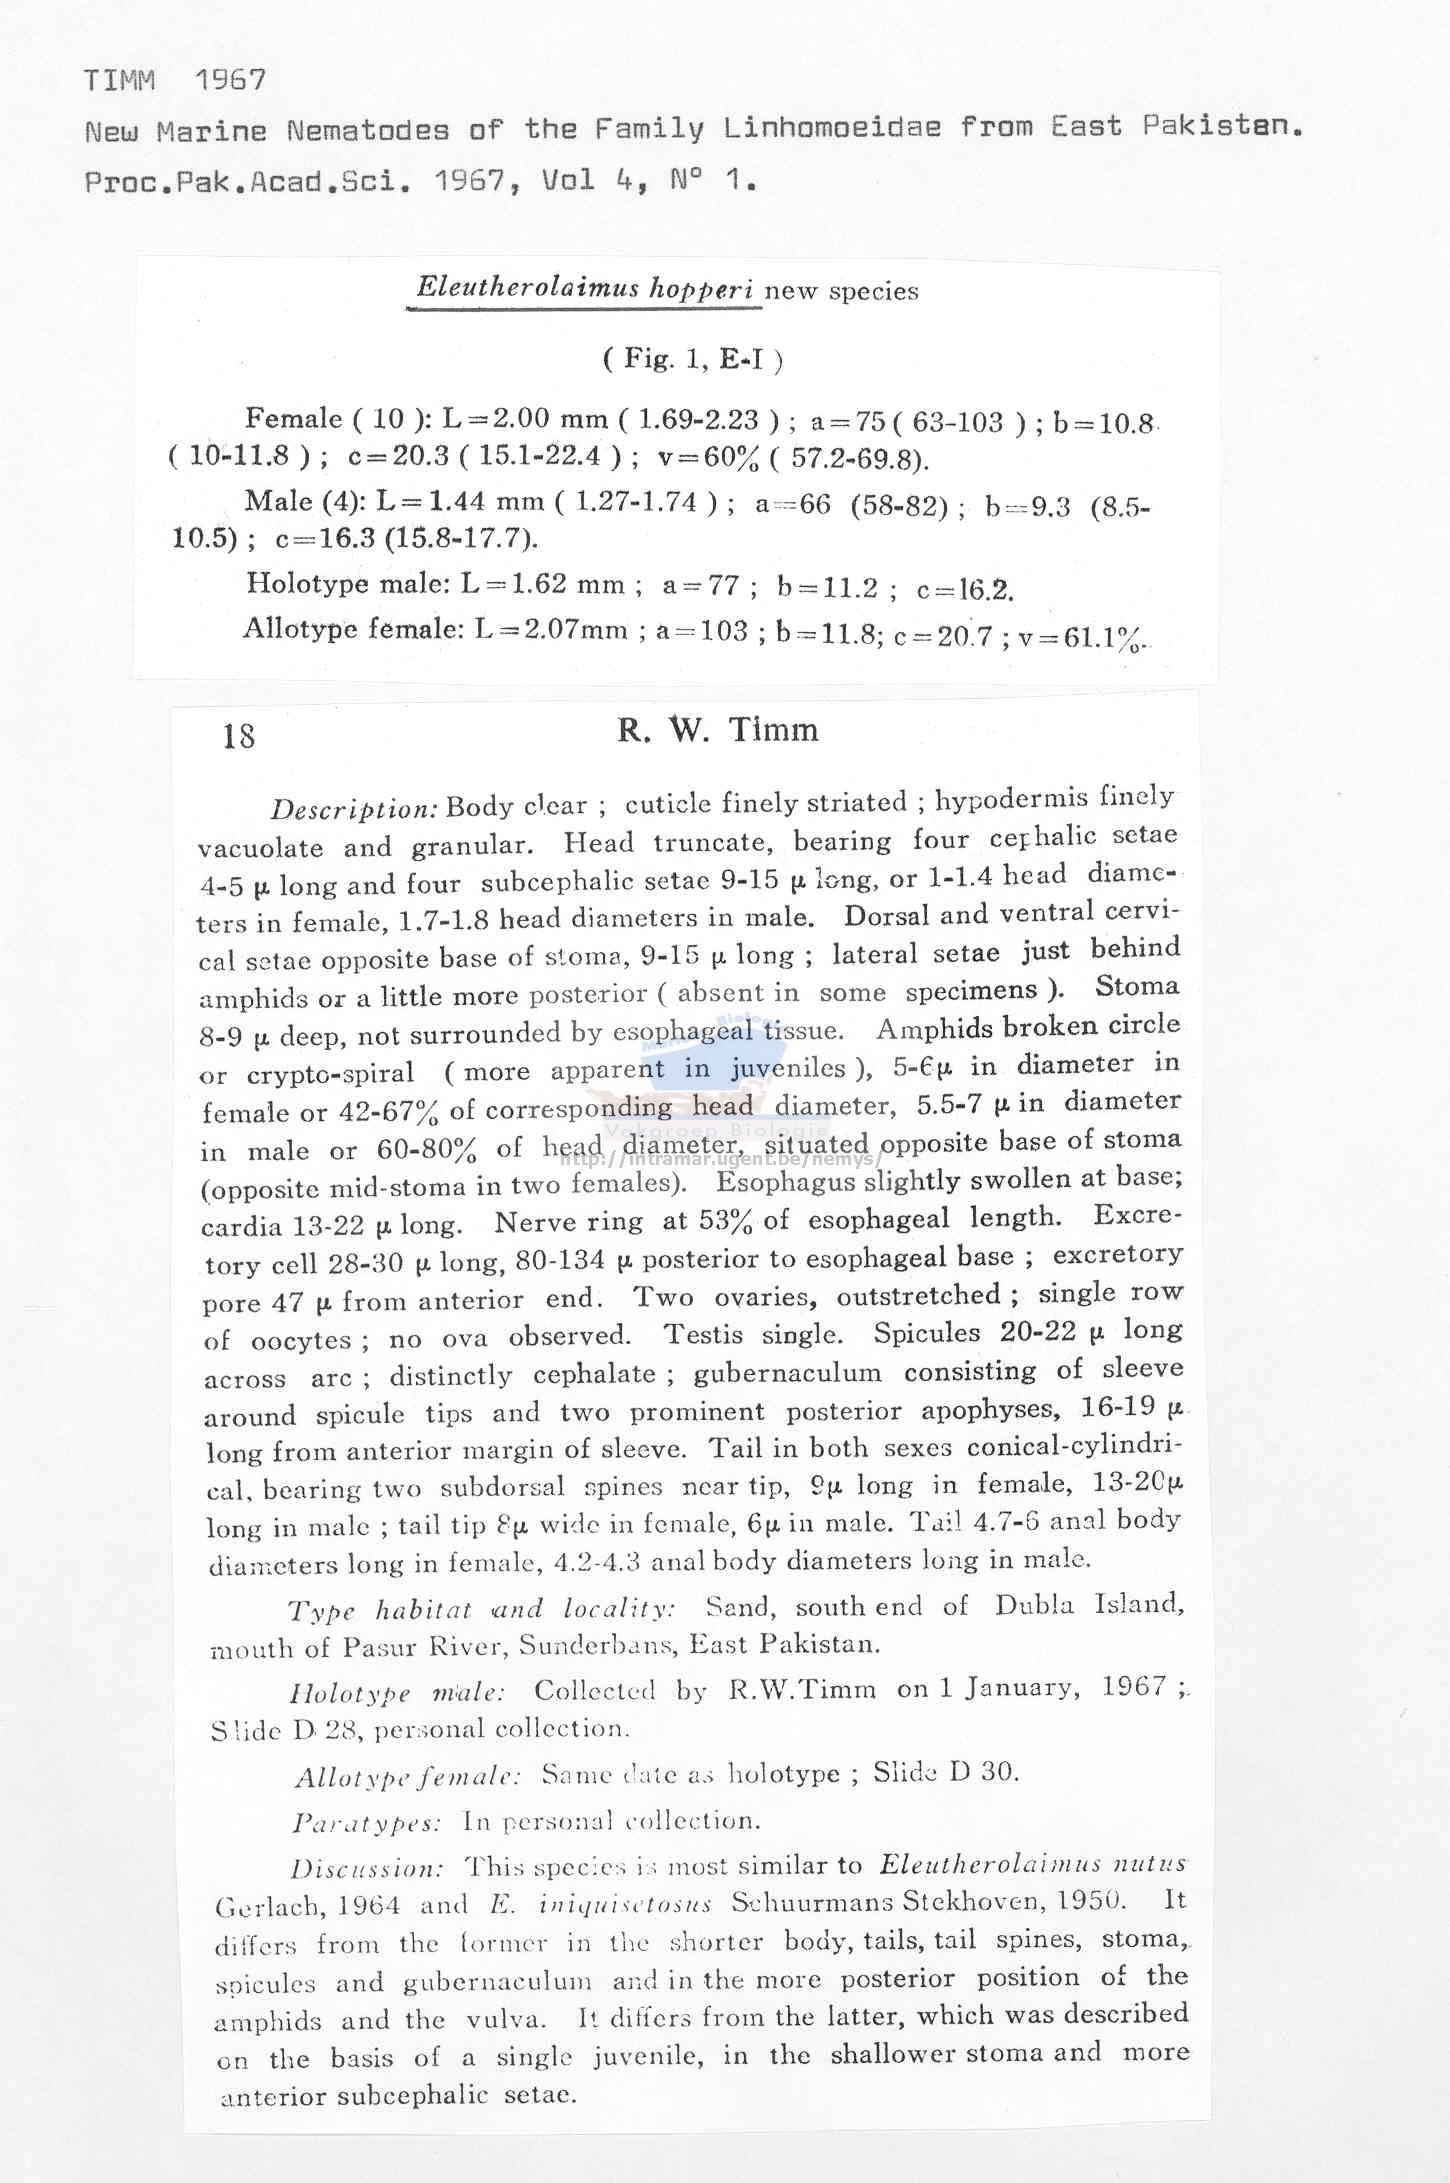 TIMM 1967
New Marine Nematodes of the Family Linhomoeidae from East Pakistan.
Proc.Pak.Acad.Sci. 1967, Vol 4, N° 1.
Eleutherolaimus hopperi new species
( Fig. 1, E-I )
Female ( 10 ): L=2.00 mm ( 1.69-2.23 ) ; a=75 ( 63-103 ) ; b=10.8
( 10-11.8 ) ; c=20.3 ( 15.1-22.4 ) ; v=60% ( 57.2-69.8).
Male (4): L=1.44 mm ( 1.27-1.74 ) ; a=66 (58-82) ; b=9.3 (8.5-
10.5) ; c=16.3 (15.8-17.7).
Holotype male: L=1.62 mm ; a=77 ; b=11.2 ; c=16.2.
Allotype female: L=2.07mm ; a=103 ; b=11.8; c=20.7 ; v=61.1%.
18 R. W. Timm
Description: Body clear ; cuticle finely striated ; hypodermis finely
vacuolate and granular. Head truncate, bearing four cephalic setae
4-5 µ long and four subcephalic setae 9-15 µ long, or 1-1.4 head diame-
ters in female, 1.7-1.8 head diameters in male. Dorsal and ventral cervi-
cal setae opposite base of stoma, 9-15 µ long ; lateral setae just behind
amphids or a little more posterior ( absent in some specimens ). Stoma
8-9 µ deep, not surrounded by esophageal tissue. Amphids broken circle
or crypto-spiral ( more apparent in juveniles ), 5-6µ in diameter in
female or 42-67% of corresponding head diameter, 5.5-7 µ in diameter
in male or 60-80% of head diameter, situated opposite base of stoma
(opposite mid-stoma in two females). Esophagus slightly swollen at base;
cardia 13-22 µ long. Nerve ring at 53% of esophageal length. Excre-
tory cell 28-30 µ long, 80-134 µ posterior to esophageal base ; excretory
pore 47 µ from anterior end. Two ovaries, outstretched ; single row
of oocytes ; no ova observed. Testis single. Spicules 20-22 µ long
across arc ; distinctly cephalate ; gubernaculum consisting of sleeve
around spicule tips and two prominent posterior apophyses, 16-19 µ
long from anterior margin of sleeve. Tail in both sexes conical-cylindri-
cal, bearing two subdorsal spines near tip, 9µ long in female, 13-20µ
long in male ; tail tip 8µ wide in female, 6µ in male. Tail 4.7-6 anal body
diameters long in female, 4.2-4.3 anal body diameters long in male.
Type habitat and locality: Sand, south end of Dubla Island,
mouth of Pasur River, Sunderbans, East Pakistan.
Holotype male: Collected by R.W.Timm on 1 January, 1967 ;
Slide D 28, personal collection.
Allotype female: Same date as holotype ; Slide D 30.
Paratypes: In personal collection.
Discussion: This species is most similar to Eleutherolaimus nutus
Gerlach, 1964 and E. iniquisetosus Schuurmans Stekhoven, 1950. It
differs from the former in the shorter body, tails, tail spines, stoma,
spicules and gubernaculum and in the more posterior position of the
amphids and the vulva. It differs from the latter, which was described
on the basis of a single juvenile, in the shallower stoma and more
anterior subcephalic setae.
Vakgroep Biologie
http://intramar.ugent.be/nemys/